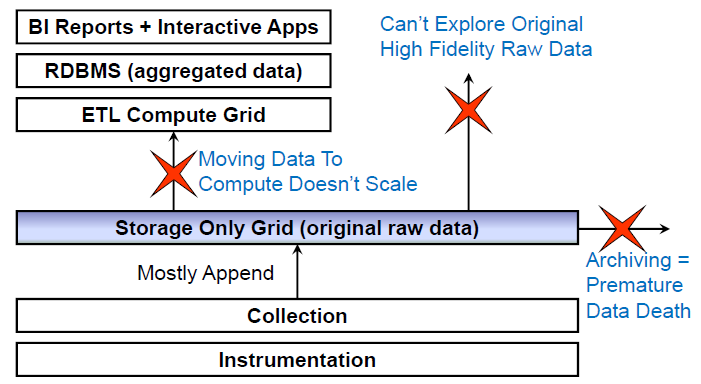 BI Reports + Interactive Apps
RDBMS (aggregated data)
ETL Compute Grid
Can't Explore Original
High Fidelity Raw Data
Moving Data To
Compute Doesn't Scale
Storage Only Grid (original raw data)
Mostly Append
Archiving =
Premature
Data Death
Collection
Instrumentation